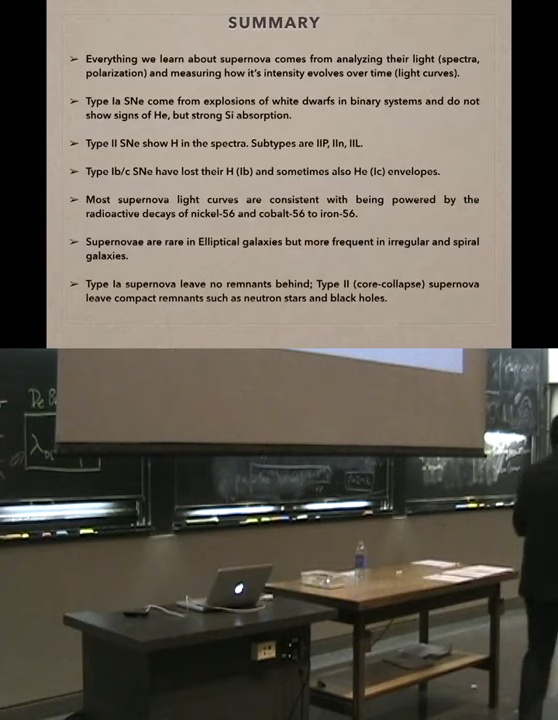 SUMMARY
➢ Everything we learn about supernova comes from analyzing their light (spectra,
polarization) and measuring how it's intensity evolves over time (light curves).
➢ Type Ia SNe come from explosions of white dwarfs in binary systems and do not
show signs of He, but strong Si absorption.
➢ Type II SNe show H in the spectra. Subtypes are IIP, IIn, IIL.
➢ Type Ib/c SNe have lost their H (Ib) and sometimes also He (Ic) envelopes.
➢ Most supernova light curves are consistent with being powered by the
radioactive decays of nickel-56 and cobalt-56 to iron-56.
➢ Supernovae are rare in Elliptical galaxies but more frequent in irregular and spiral
galaxies.
➢ Type Ia supernova leave no remnants behind; Type II (core-collapse) supernova
leave compact remnants such as neutron stars and black holes.
De